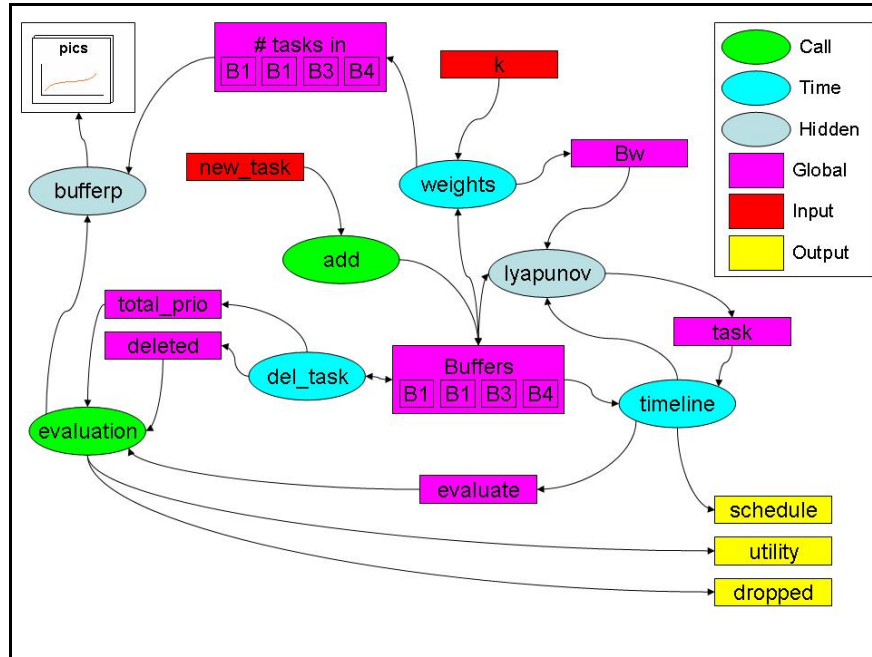 pics
# tasks in
B1 B1 B3 B4
k
Call
Time
Hidden
Global
Input
Output
new_task
bufferp
weights
Bw
add
lyapunov
total_prio
deleted
del_task
Buffers
B1 B1 B3 B4
task
timeline
evaluation
evaluate
schedule
utility
dropped